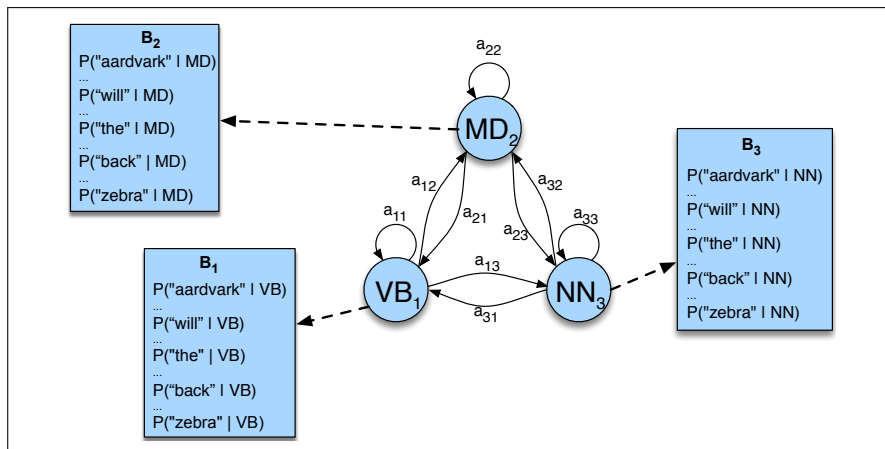 B2
P("aardvark" | MD)
...
P(“will” | MD)
...
P("the" | MD)
...
P(“back” | MD)
...
P("zebra" | MD)
a22
MD2
B3
P("aardvark" | NN)
...
P(“will” | NN)
...
P("the" | NN)
...
P(“back” | NN)
...
P("zebra" | NN)
a12
a32
a11
a21
a23
a33
B1
P("aardvark" | VB)
...
P(“will” | VB)
...
P("the" | VB)
...
P(“back” | VB)
...
P("zebra" | VB)
a13
VB1
NN3
a31